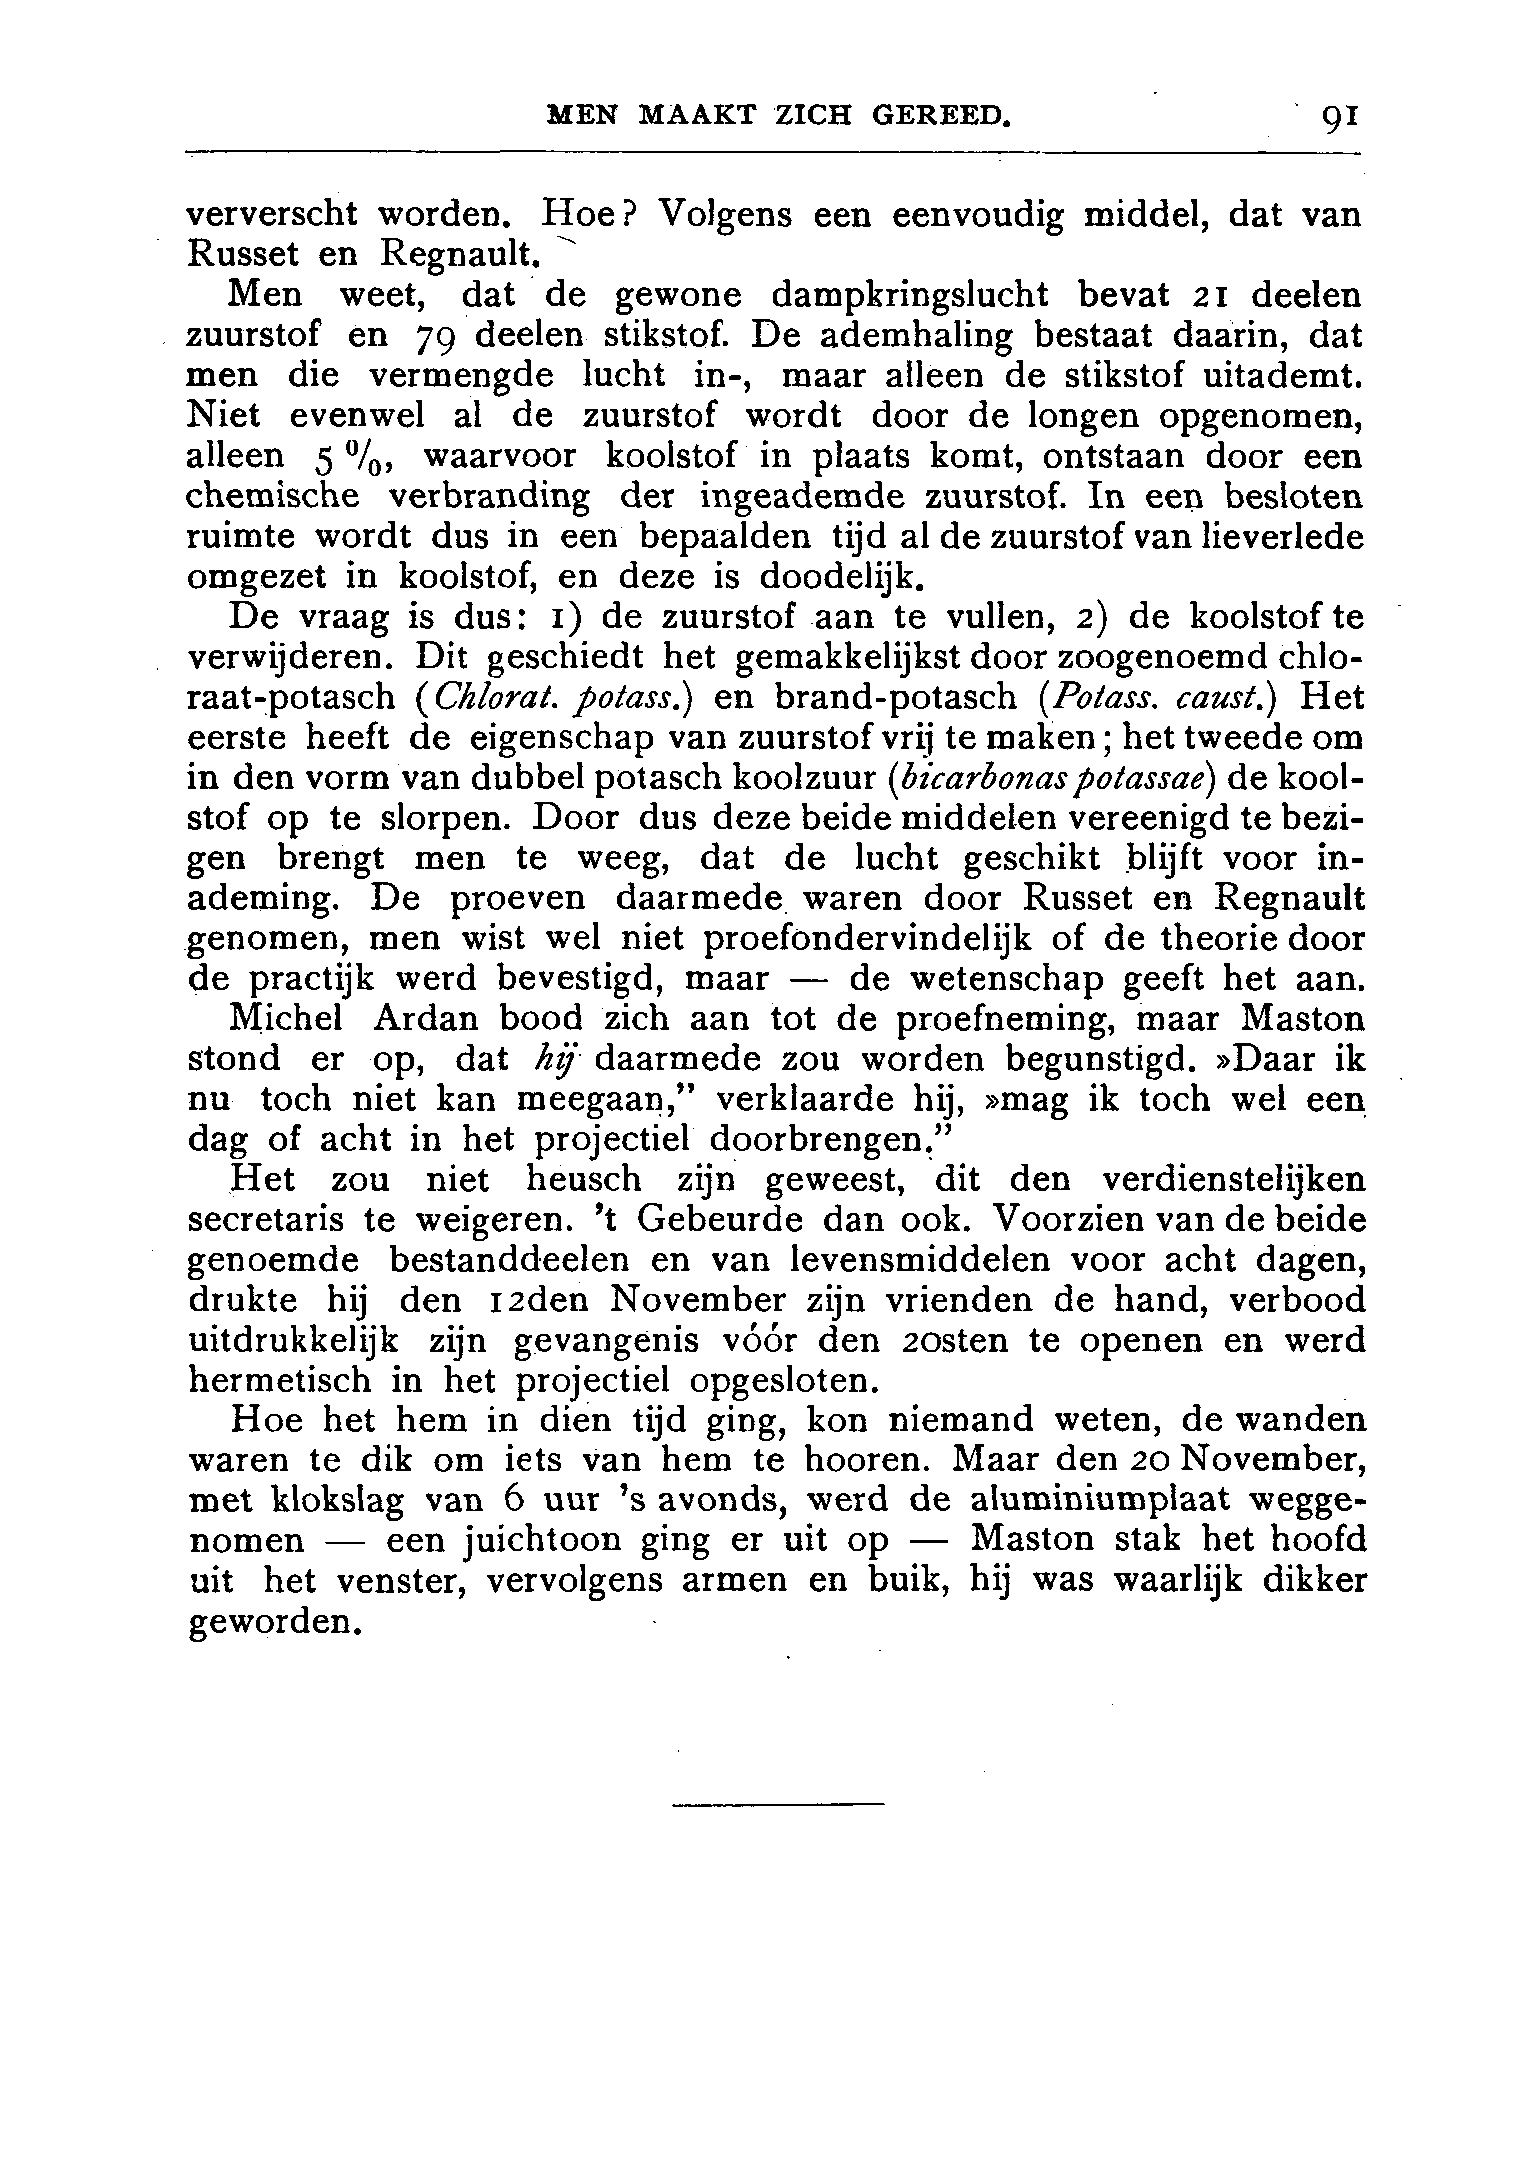 MEN MAAKT ZICH GEREED. 91
ververscht worden. Hoe? Volgens een eenvoudig middel, dat van
Russet en Regnault.
Men weet, dat de gewone dampkringslucht bevat 21 deelen
zuurstof en 79 deelen stikstof. De ademhaling bestaat daarin, dat
men die vermengde lucht in-, maar alleen de stikstof uitademt.
Niet evenwel al de zuurstof wordt door de longen opgenomen,
alleen 5 %, waarvoor koolstof in plaats komt, ontstaan door een
chemische verbranding der ingeademde zuurstof. In een besloten
ruimte wordt dus in een bepaalden tijd al de zuurstof van lieverlede
omgezet in koolstof, en deze is doodelijk.
De vraag is dus: 1) de zuurstof aan te vullen, 2) de koolstof te
verwijderen. Dit geschiedt het gemakkelijkst door zoogenoemd chlo-
raat-potasch (Chlorat. potass.) en brand-potasch (Potass. caust.) Het
eerste heeft de eigenschap van zuurstof vrij te maken; het tweede om
in den vorm van dubbel potasch koolzuur (bicarbonas potassae) de kool-
stof op te slorpen. Door dus deze beide middelen vereenigd te bezi-
gen brengt men te weeg, dat de lucht geschikt blijft voor in-
ademing. De proeven daarmede waren door Russet en Regnault
genomen, men wist wel niet proefondervindelijk of de theorie door
de practijk werd bevestigd, maar — de wetenschap geeft het aan.
Michel Ardan bood zich aan tot de proefneming, maar Maston
stond er op, dat hij daarmede zou worden begunstigd. »Daar ik
nu toch niet kan meegaan,” verklaarde hij, »mag ik toch wel een
dag of acht in het projectiel doorbrengen.”
Het zou niet heusch zijn geweest, dit den verdienstelijken
secretaris te weigeren. ’t Gebeurde dan ook. Voorzien van de beide
genoemde bestanddeelen en van levensmiddelen voor acht dagen,
drukte hij den 12den November zijn vrienden de hand, verbood
uitdrukkelijk zijn gevangenis vóór den 20sten te openen en werd
hermetisch in het projectiel opgesloten.
Hoe het hem in dien tijd ging, kon niemand weten, de wanden
waren te dik om iets van hem te hooren. Maar den 20 November,
met klokslag van 6 uur ’s avonds, werd de aluminiumplaat wegge-
nomen — een juichtoon ging er uit op — Maston stak het hoofd
uit het venster, vervolgens armen en buik, hij was waarlijk dikker
geworden.